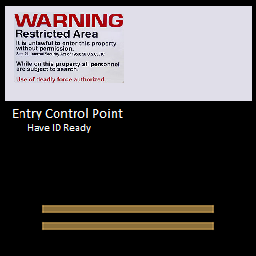 WARNING
Restricted Area
It is unlawful to enter this property
without permission.
While on this property all personnel
are subject to search.
Use of deadly force authorized.
Entry Control Point
Have ID Ready